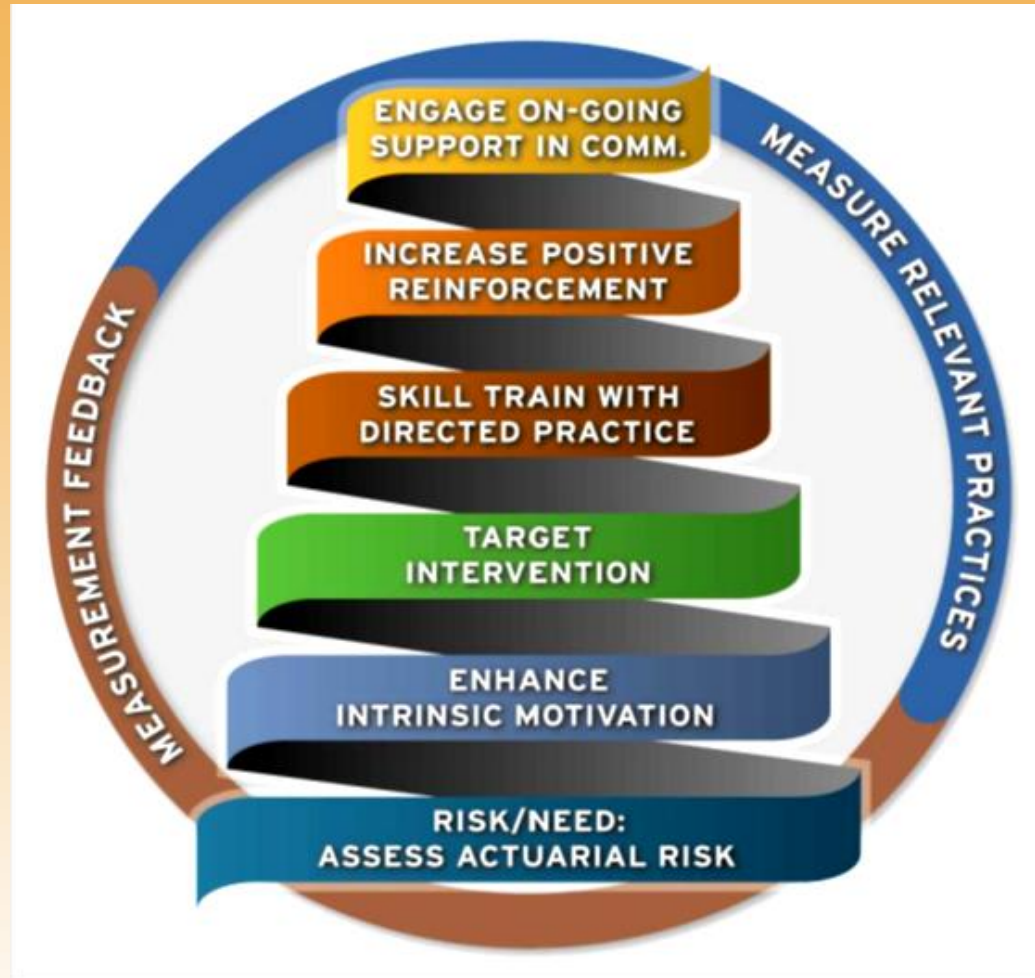 ENGAGE ON-GOING
SUPPORT IN COMM.
INCREASE POSITIVE
REINFORCEMENT
SKILL TRAIN WITH
DIRECTED PRACTICE
TARGET
INTERVENTION
ENHANCE
INTRINSIC MOTIVATION
RISK/NEED:
ASSESS ACTUARIAL RISK
MEASUREMENT FEEDBACK
MEASURE RELEVANT PRACTICES